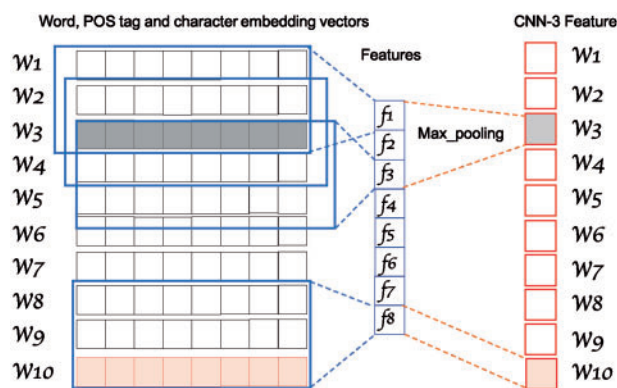 Word, POS tag and character embedding vectors
CNN-3 Feature
Features
Max_pooling
w1
w2
w3
w4
w5
w6
w7
w8
w9
w10
f1
f2
f3
f4
f5
f6
f7
f8
w1
w2
w3
w4
w5
w6
w7
w8
w9
w10